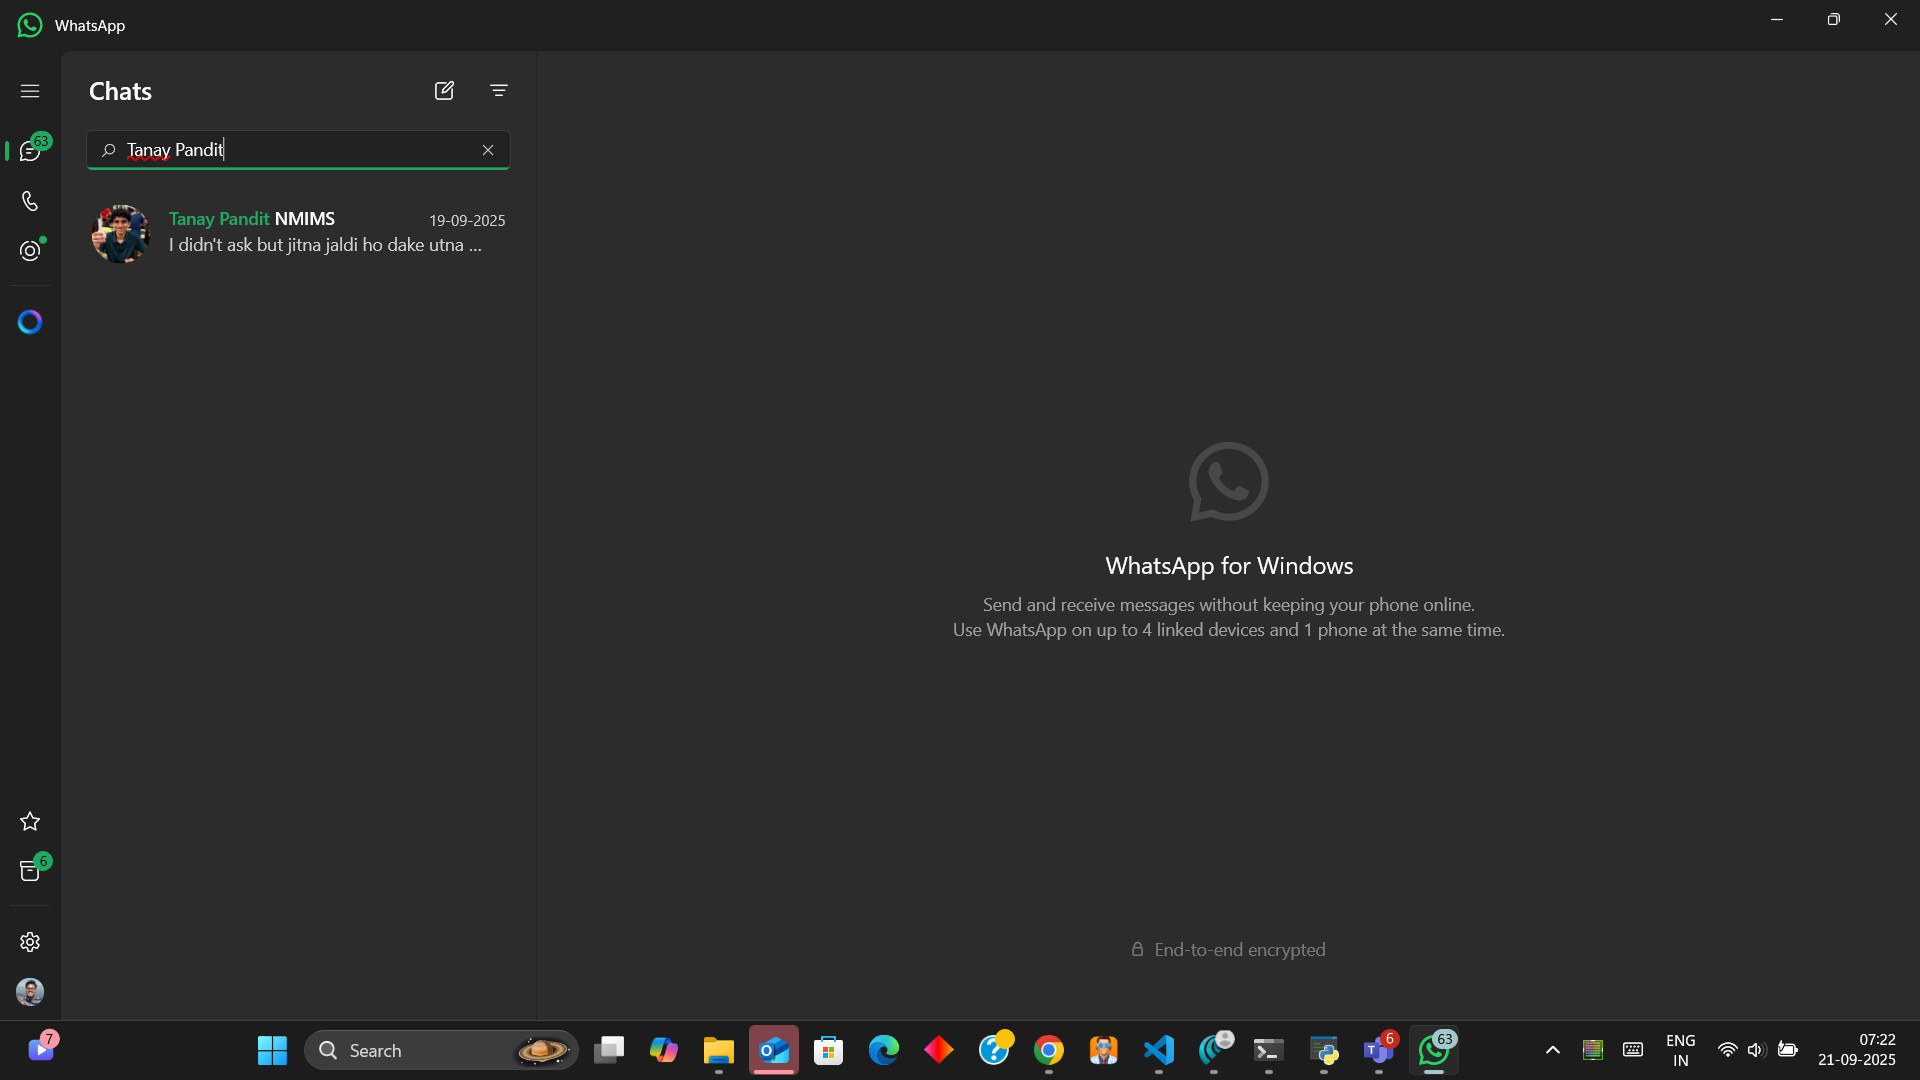 WhatsApp
Chats
63
Tanay Pandit
Tanay Pandit NMIMS
19-09-2025
I didn't ask but jitna jaldi ho dake utna ...
WhatsApp for Windows
Send and receive messages without keeping your phone online.
Use WhatsApp on up to 4 linked devices and 1 phone at the same time.
6
End-to-end encrypted
7
Search
6
63
ENG
IN
07:22
21-09-2025